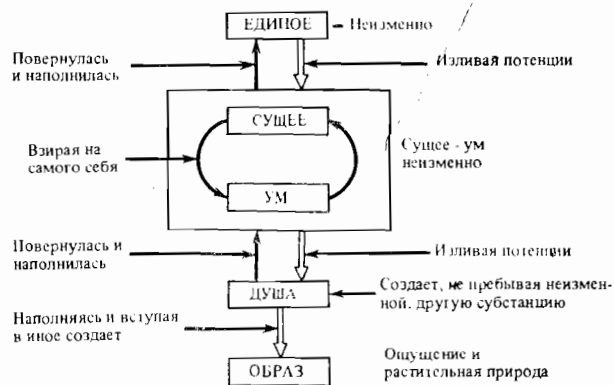 ЕДИНОЕ – Неизменно
Повернулась
и наполнилась
Изливая потенции
СУЩЕЕ
Взирая на
самого себя
Сущее - ум
неизменно
УМ
Повернулась и
наполнилась
Изливая потенции
ДУША
Создает, не пребывая неизмен-
ной, другую субстанцию
Наполняясь и вступая
в иное создает
ОБРАЗ
Ощущение и
растительная природа